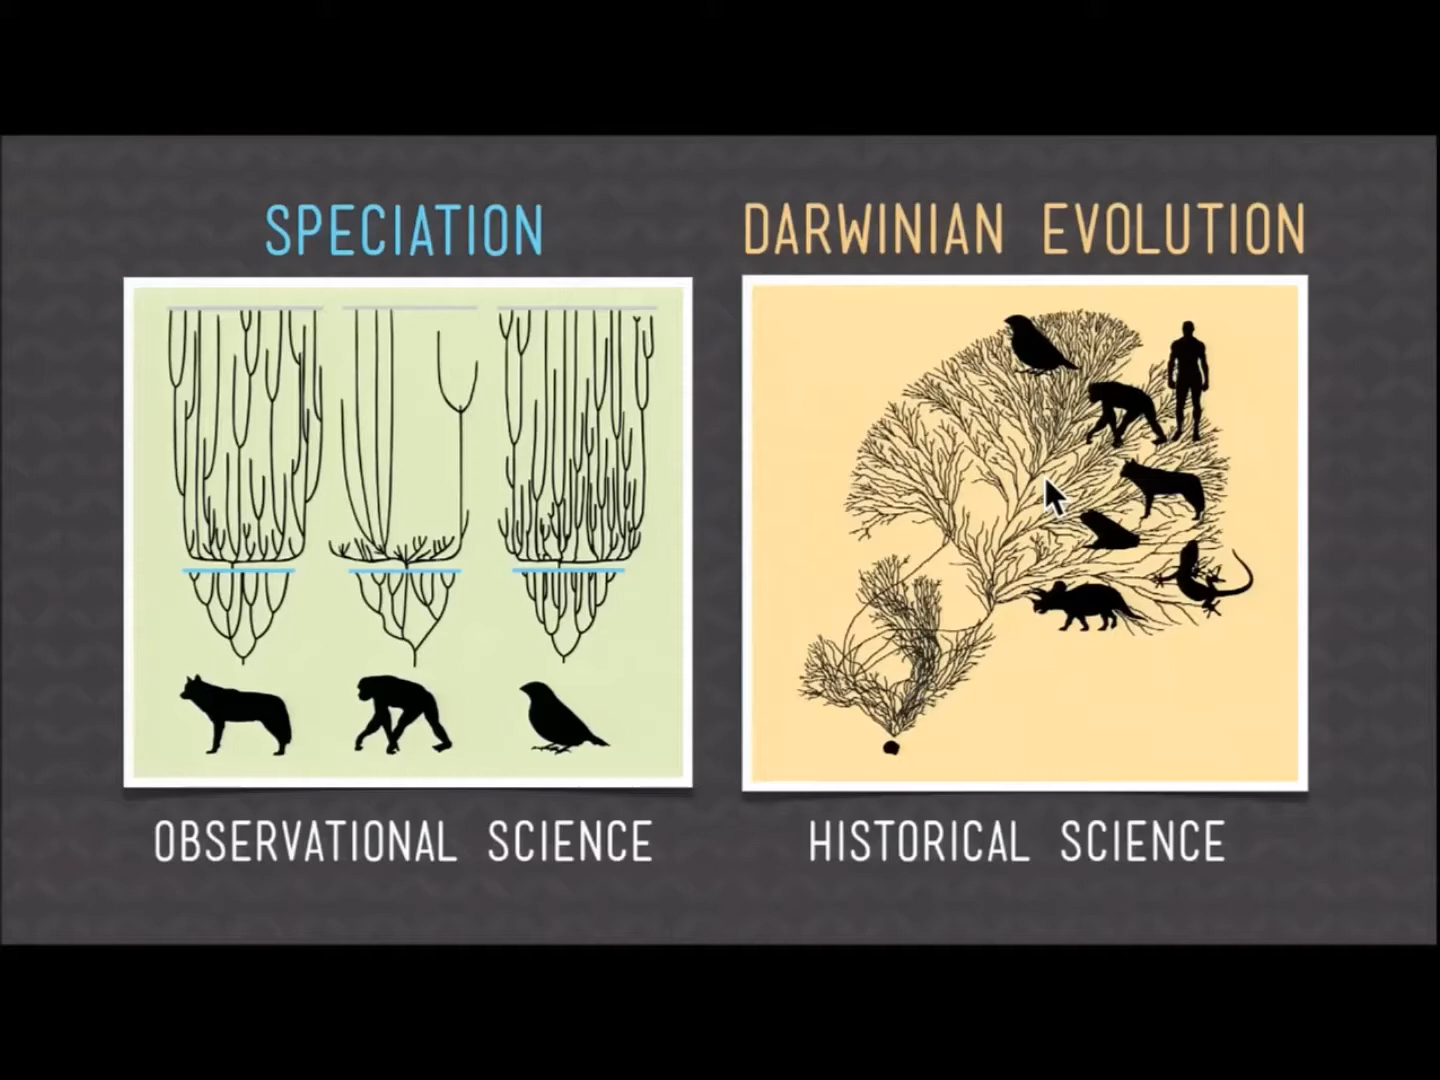 SPECIATION
DARWINIAN EVOLUTION
OBSERVATIONAL SCIENCE
HISTORICAL SCIENCE